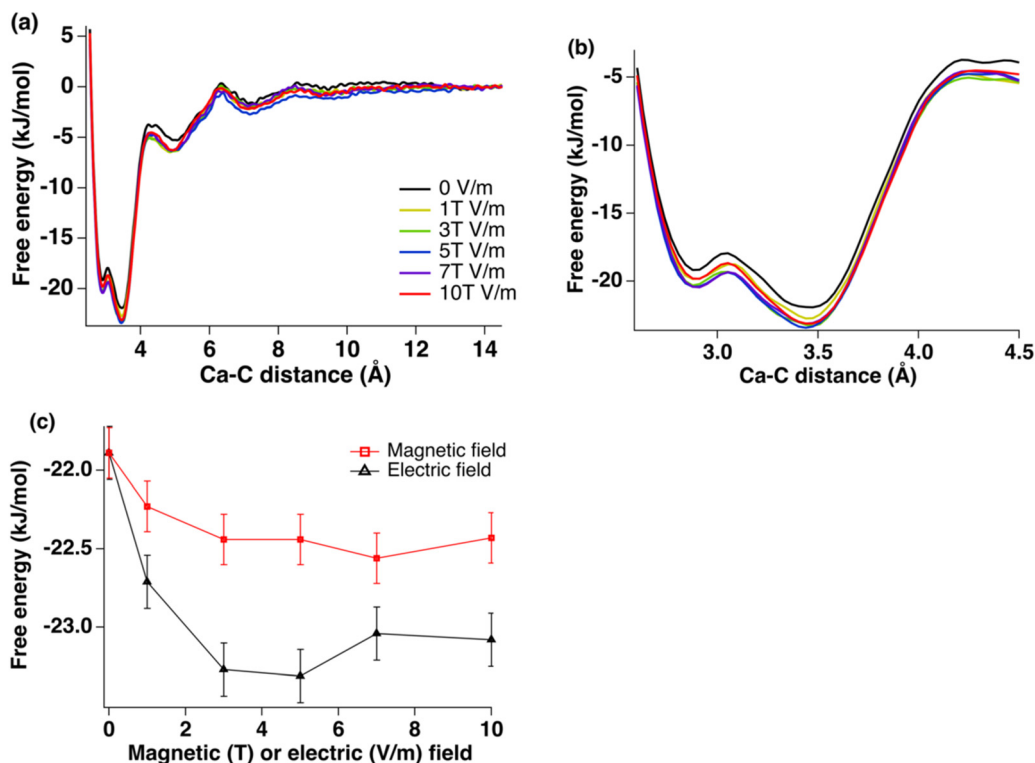 (a)
5
0
-5
-10
-15
-20
Free energy (kJ/mol)
0 V/m
1T V/m
3T V/m
5T V/m
7T V/m
10T V/m
4 6 8 10 12 14
Ca-C distance (Å)
(b)
-5
-10
-15
-20
Free energy (kJ/mol)
3.0 3.5 4.0 4.5
Ca-C distance (Å)
(c)
-22.0
-22.5
-23.0
Free energy (kJ/mol)
Magnetic field
Electric field
0 2 4 6 8 10
Magnetic (T) or electric (V/m) field